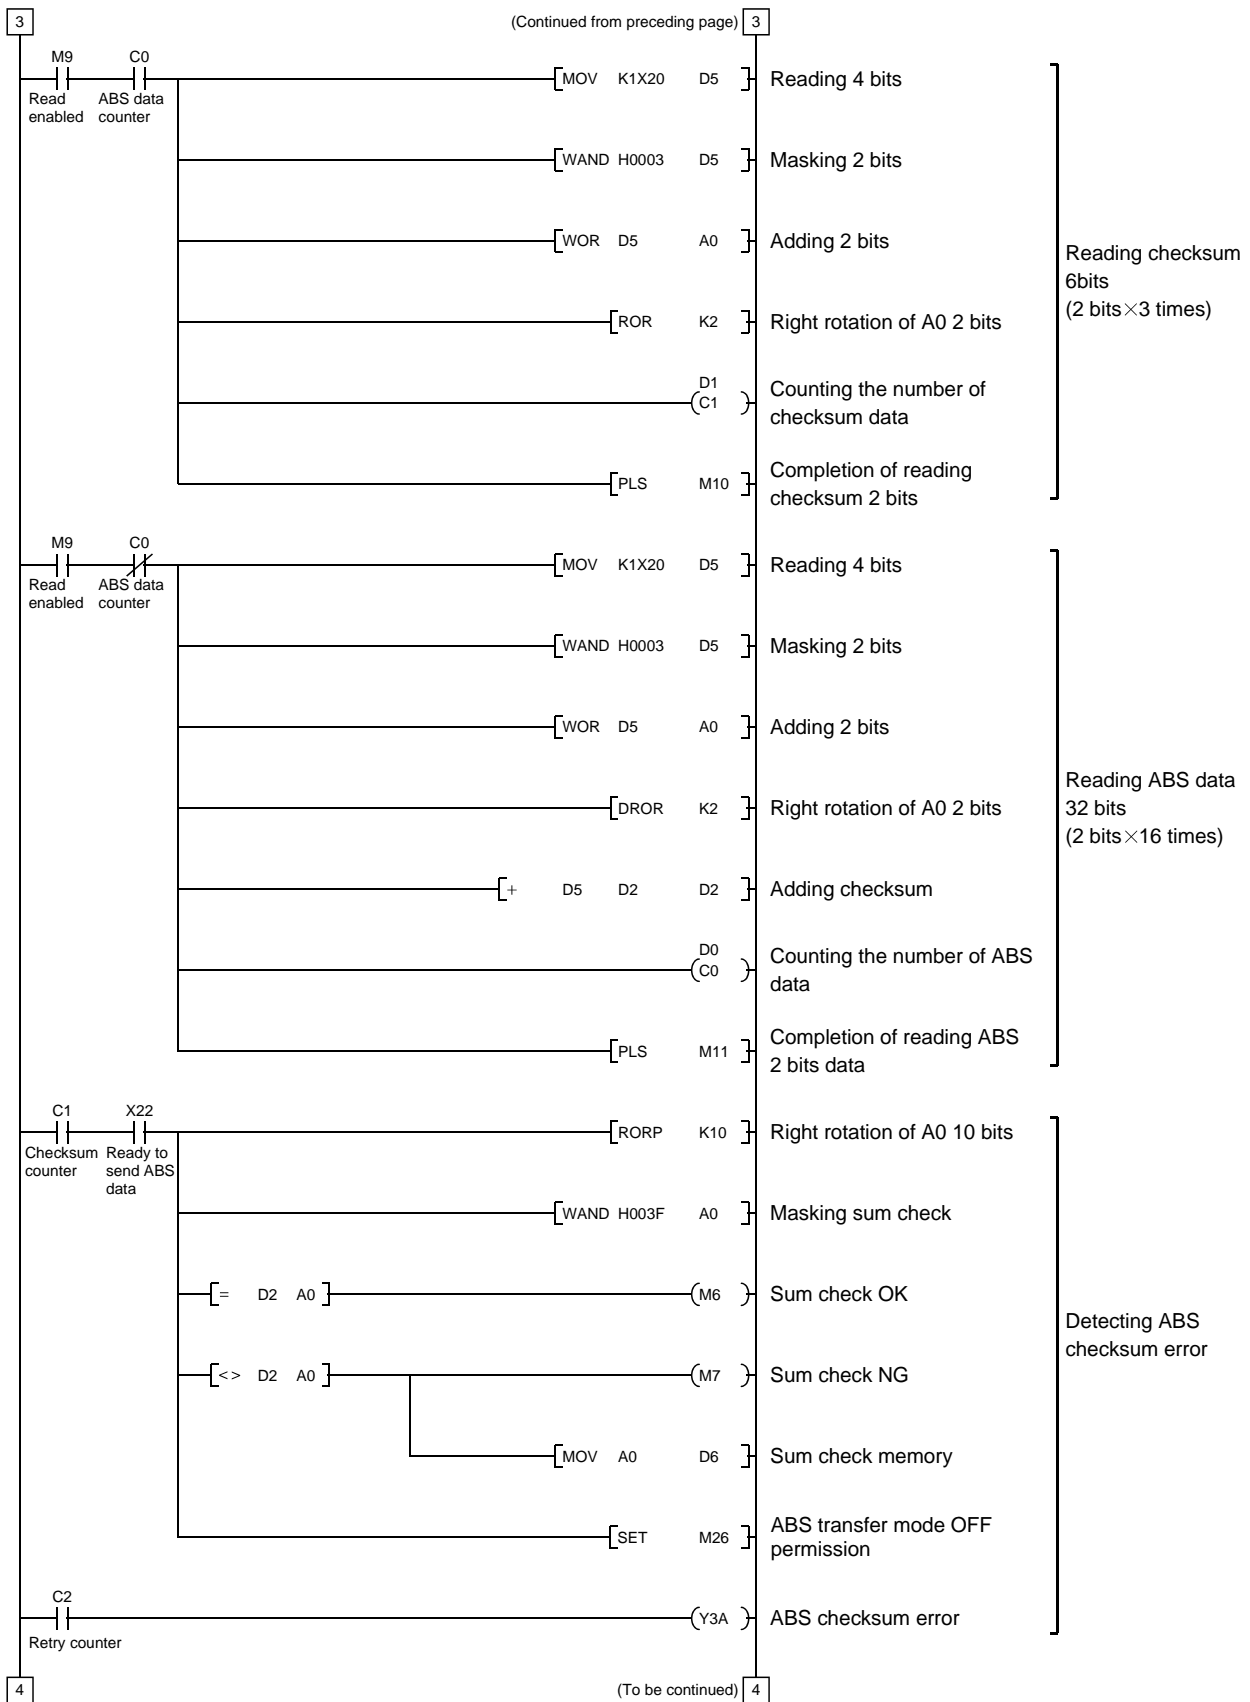 3 (Continued from preceding page) 3
M9 C0
Read enabled ABS data counter
MOV K1X20 D5 Reading 4 bits
WAND H0003 D5 Masking 2 bits
WOR D5 A0 Adding 2 bits
ROR K2 Right rotation of A0 2 bits
D1
C1 Counting the number of
checksum data
PLS M10 Completion of reading
checksum 2 bits
Reading checksum
6bits
(2 bits×3 times)
M9 C0
Read enabled ABS data counter
MOV K1X20 D5 Reading 4 bits
WAND H0003 D5 Masking 2 bits
WOR D5 A0 Adding 2 bits
DROR K2 Right rotation of A0 2 bits
+ D5 D2 D2 Adding checksum
D0
C0 Counting the number of ABS
data
PLS M11 Completion of reading ABS
2 bits data
Reading ABS data
32 bits
(2 bits×16 times)
C1 X22
Checksum counter Ready to send ABS data
RORP K10 Right rotation of A0 10 bits
WAND H003F A0 Masking sum check
= D2 A0 M6 Sum check OK
<> D2 A0 M7 Sum check NG
MOV A0 D6 Sum check memory
SET M26 ABS transfer mode OFF
permission
Detecting ABS
checksum error
C2
Retry counter
Y3A ABS checksum error
4 (To be continued) 4